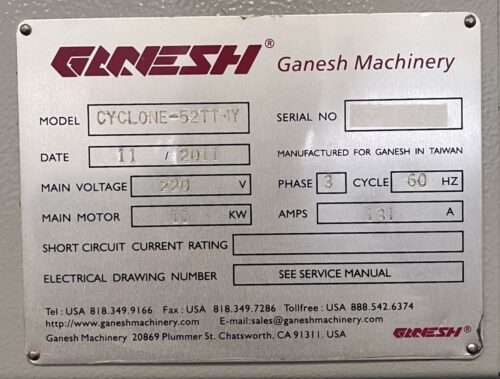 GANESH® Ganesh Machinery
MODEL CYCLONE-52TTMY SERIAL NO
DATE 11 / 2011 MANUFACTURED FOR GANESH IN TAIWAN
MAIN VOLTAGE 220 V PHASE 3 CYCLE 60 HZ
MAIN MOTOR KW AMPS 131 A
SHORT CIRCUIT CURRENT RATING
ELECTRICAL DRAWING NUMBER SEE SERVICE MANUAL
Tel : USA 818.349.9166 Fax : USA 818.349.7286 Tollfree : USA 888.542.6374
http://www.ganeshmachinery.com E-mail:sales@ganeshmachinery.com
Ganesh Machinery 20869 Plummer St. Chatsworth, CA 91311. USA GANESH®